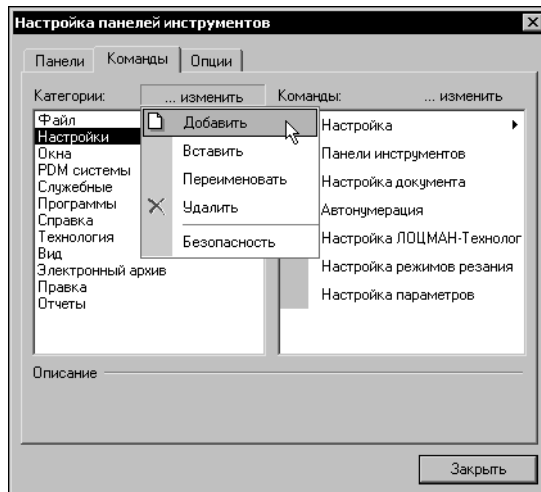 Настройка панелей инструментов
Панели Команды Опции
Категории: ... изменить Команды: ... изменить
Файл
Настройки
Окна
PDM системы
Служебные
Программы
Справка
Технология
Вид
Электронный архив
Правка
Отчеты
Добавить
Вставить
Переименовать
Удалить
Безопасность
Настройка
Панели инструментов
Настройка документа
Автонумерация
Настройка ЛОЦМАН-Технолог
Настройка режимов резания
Настройка параметров
Описание
Закрыть